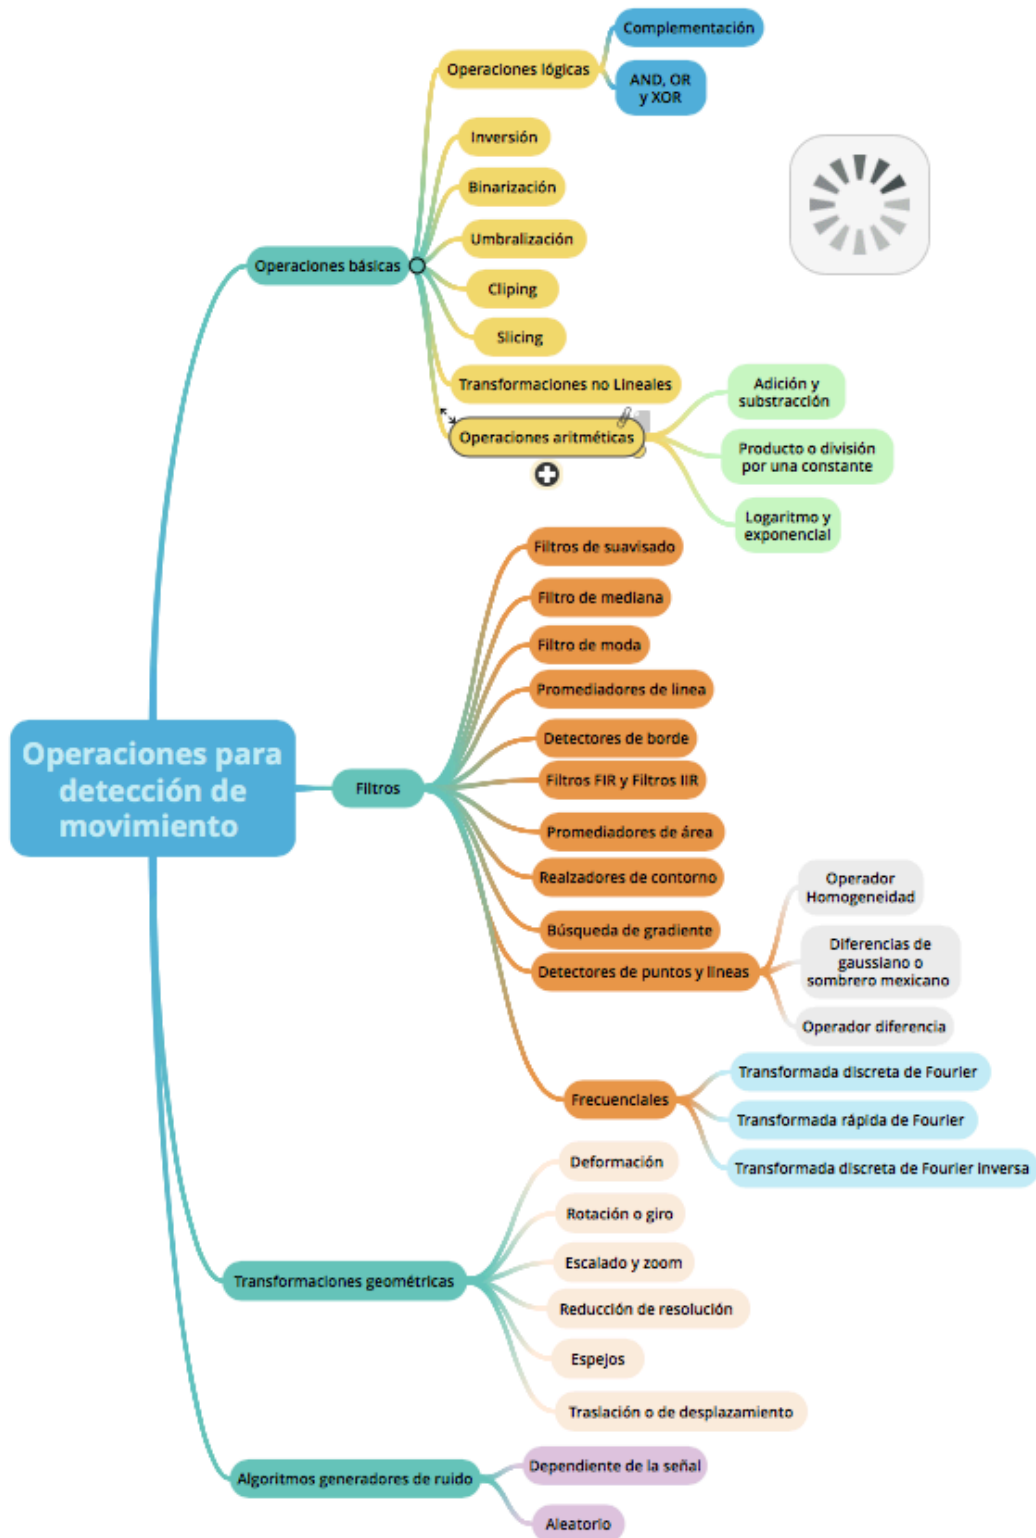 Complementación
Operaciones lógicas
AND, OR
y XOR
Inversión
Binarización
Umbralización
Operaciones básicas
Cliping
Slicing
Transformaciones no Lineales
Adición y
substracción
Operaciones aritméticas
Producto o división
por una constante
Logaritmo y
exponencial
Filtros de suavisado
Filtro de mediana
Filtro de moda
Promediadores de linea
Detectores de borde
Operaciones para
detección de
movimiento
Filtros
Filtros FIR y Filtros IIR
Promediadores de área
Realzadores de contorno
Operador
Homogeneidad
Búsqueda de gradiente
Detectores de puntos y lineas
Diferencias de
gaussiano o
sombrero mexicano
Operador diferencia
Frecuenciales
Transformada discreta de Fourier
Transformada rápida de Fourier
Transformada discreta de Fourier inversa
Deformación
Rotación o giro
Escalado y zoom
Transformaciones geométricas
Reducción de resolución
Espejos
Traslación o de desplazamiento
Algoritmos generadores de ruido
Dependiente de la señal
Aleatorio